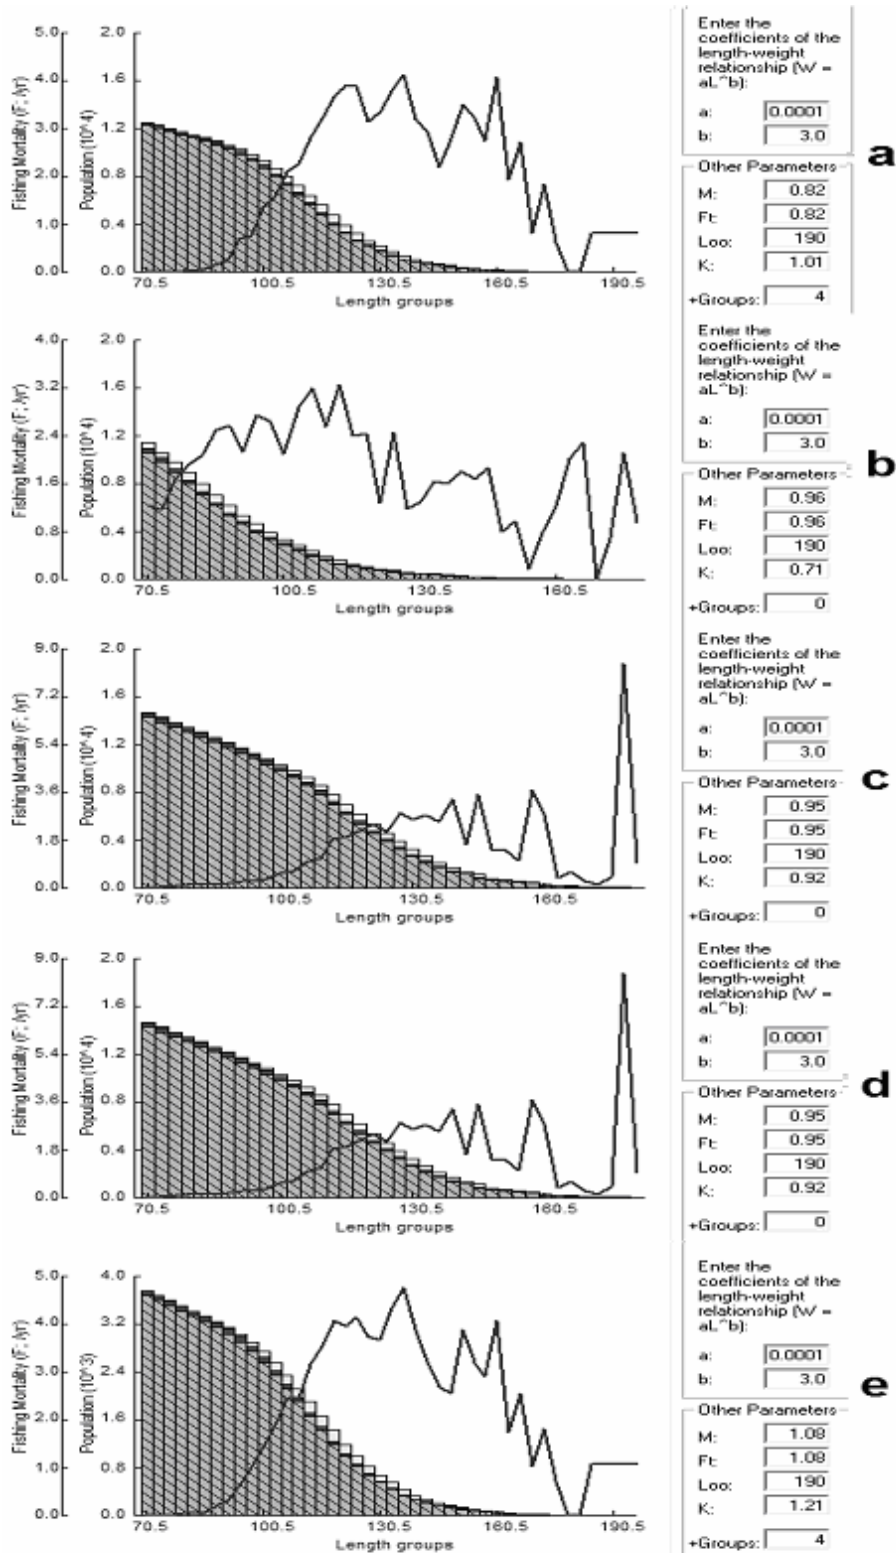 Fishing Mortality (F; /yr)
5.0
4.0
3.0
2.0
1.0
0.0
Population (10^4)
2.0
1.6
1.2
0.8
0.4
0.0
70.5 100.5 130.5 160.5 190.5
Length groups
Enter the
coefficients of the
length-weight
relationship (W =
aL^b):
a: 0.0001
b: 3.0
Other Parameters
M: 0.82
Ft: 0.82
Loo: 190
K: 1.01
+Groups: 4
a
Fishing Mortality (F; /yr)
4.0
3.2
2.4
1.6
0.8
0.0
Population (10^4)
2.0
1.6
1.2
0.8
0.4
0.0
70.5 100.5 130.5 160.5
Length groups
Enter the
coefficients of the
length-weight
relationship (W =
aL^b):
a: 0.0001
b: 3.0
Other Parameters
M: 0.96
Ft: 0.96
Loo: 190
K: 0.71
+Groups: 0
b
Fishing Mortality (F; /yr)
9.0
7.2
5.4
3.6
1.8
0.0
Population (10^4)
2.0
1.6
1.2
0.8
0.4
0.0
70.5 100.5 130.5 160.5
Length groups
Enter the
coefficients of the
length-weight
relationship (W =
aL^b):
a: 0.0001
b: 3.0
Other Parameters
M: 0.95
Ft: 0.95
Loo: 190
K: 0.92
+Groups: 0
c
Fishing Mortality (F; /yr)
9.0
7.2
5.4
3.6
1.8
0.0
Population (10^4)
2.0
1.6
1.2
0.8
0.4
0.0
70.5 100.5 130.5 160.5
Length groups
Enter the
coefficients of the
length-weight
relationship (W =
aL^b):
a: 0.0001
b: 3.0
Other Parameters
M: 0.95
Ft: 0.95
Loo: 190
K: 0.92
+Groups: 0
d
Fishing Mortality (F; /yr)
5.0
4.0
3.0
2.0
1.0
0.0
Population (10^3)
4.0
3.2
2.4
1.6
0.8
0.0
70.5 100.5 130.5 160.5 190.5
Length groups
Enter the
coefficients of the
length-weight
relationship (W =
aL^b):
a: 0.0001
b: 3.0
Other Parameters
M: 1.08
Ft: 1.08
Loo: 190
K: 1.21
+Groups: 4
e